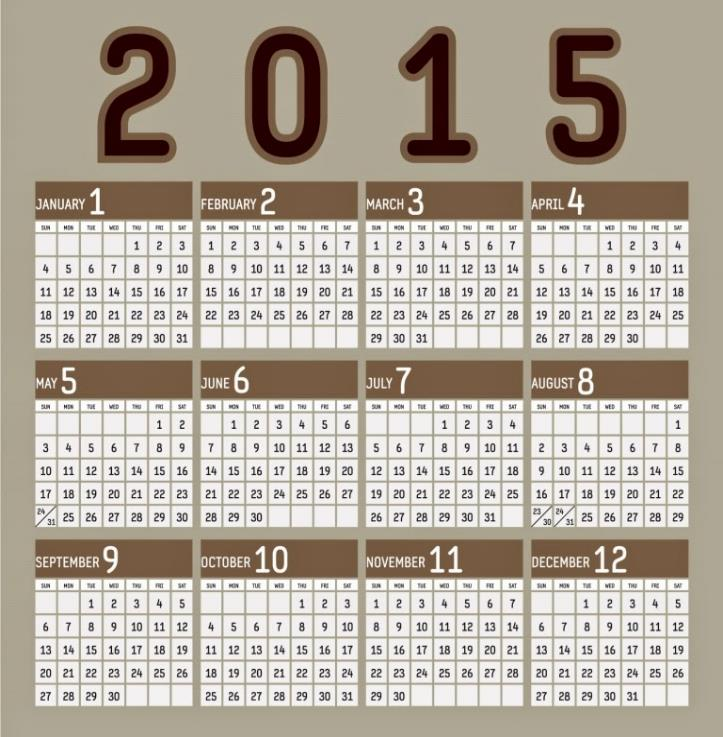 2015
JANUARY 1
SUN MON TUE WED THU FRI SAT
1 2 3
4 5 6 7 8 9 10
11 12 13 14 15 16 17
18 19 20 21 22 23 24
25 26 27 28 29 30 31
FEBRUARY 2
SUN MON TUE WED THU FRI SAT
1 2 3 4 5 6 7
8 9 10 11 12 13 14
15 16 17 18 19 20 21
22 23 24 25 26 27 28
MARCH 3
SUN MON TUE WED THU FRI SAT
1 2 3 4 5 6 7
8 9 10 11 12 13 14
15 16 17 18 19 20 21
22 23 24 25 26 27 28
29 30 31
APRIL 4
SUN MON TUE WED THU FRI SAT
1 2 3 4
5 6 7 8 9 10 11
12 13 14 15 16 17 18
19 20 21 22 23 24 25
26 27 28 29 30
MAY 5
SUN MON TUE WED THU FRI SAT
1 2
3 4 5 6 7 8 9
10 11 12 13 14 15 16
17 18 19 20 21 22 23
24/31 25 26 27 28 29 30
JUNE 6
SUN MON TUE WED THU FRI SAT
1 2 3 4 5 6
7 8 9 10 11 12 13
14 15 16 17 18 19 20
21 22 23 24 25 26 27
28 29 30
JULY 7
SUN MON TUE WED THU FRI SAT
1 2 3 4
5 6 7 8 9 10 11
12 13 14 15 16 17 18
19 20 21 22 23 24 25
26 27 28 29 30 31
AUGUST 8
SUN MON TUE WED THU FRI SAT
1
2 3 4 5 6 7 8
9 10 11 12 13 14 15
16 17 18 19 20 21 22
23/30 24/31 25 26 27 28 29
SEPTEMBER 9
SUN MON TUE WED THU FRI SAT
1 2 3 4 5
6 7 8 9 10 11 12
13 14 15 16 17 18 19
20 21 22 23 24 25 26
27 28 29 30
OCTOBER 10
SUN MON TUE WED THU FRI SAT
1 2 3
4 5 6 7 8 9 10
11 12 13 14 15 16 17
18 19 20 21 22 23 24
25 26 27 28 29 30 31
NOVEMBER 11
SUN MON TUE WED THU FRI SAT
1 2 3 4 5 6 7
8 9 10 11 12 13 14
15 16 17 18 19 20 21
22 23 24 25 26 27 28
29 30
DECEMBER 12
SUN MON TUE WED THU FRI SAT
1 2 3 4 5
6 7 8 9 10 11 12
13 14 15 16 17 18 19
20 21 22 23 24 25 26
27 28 29 30 31